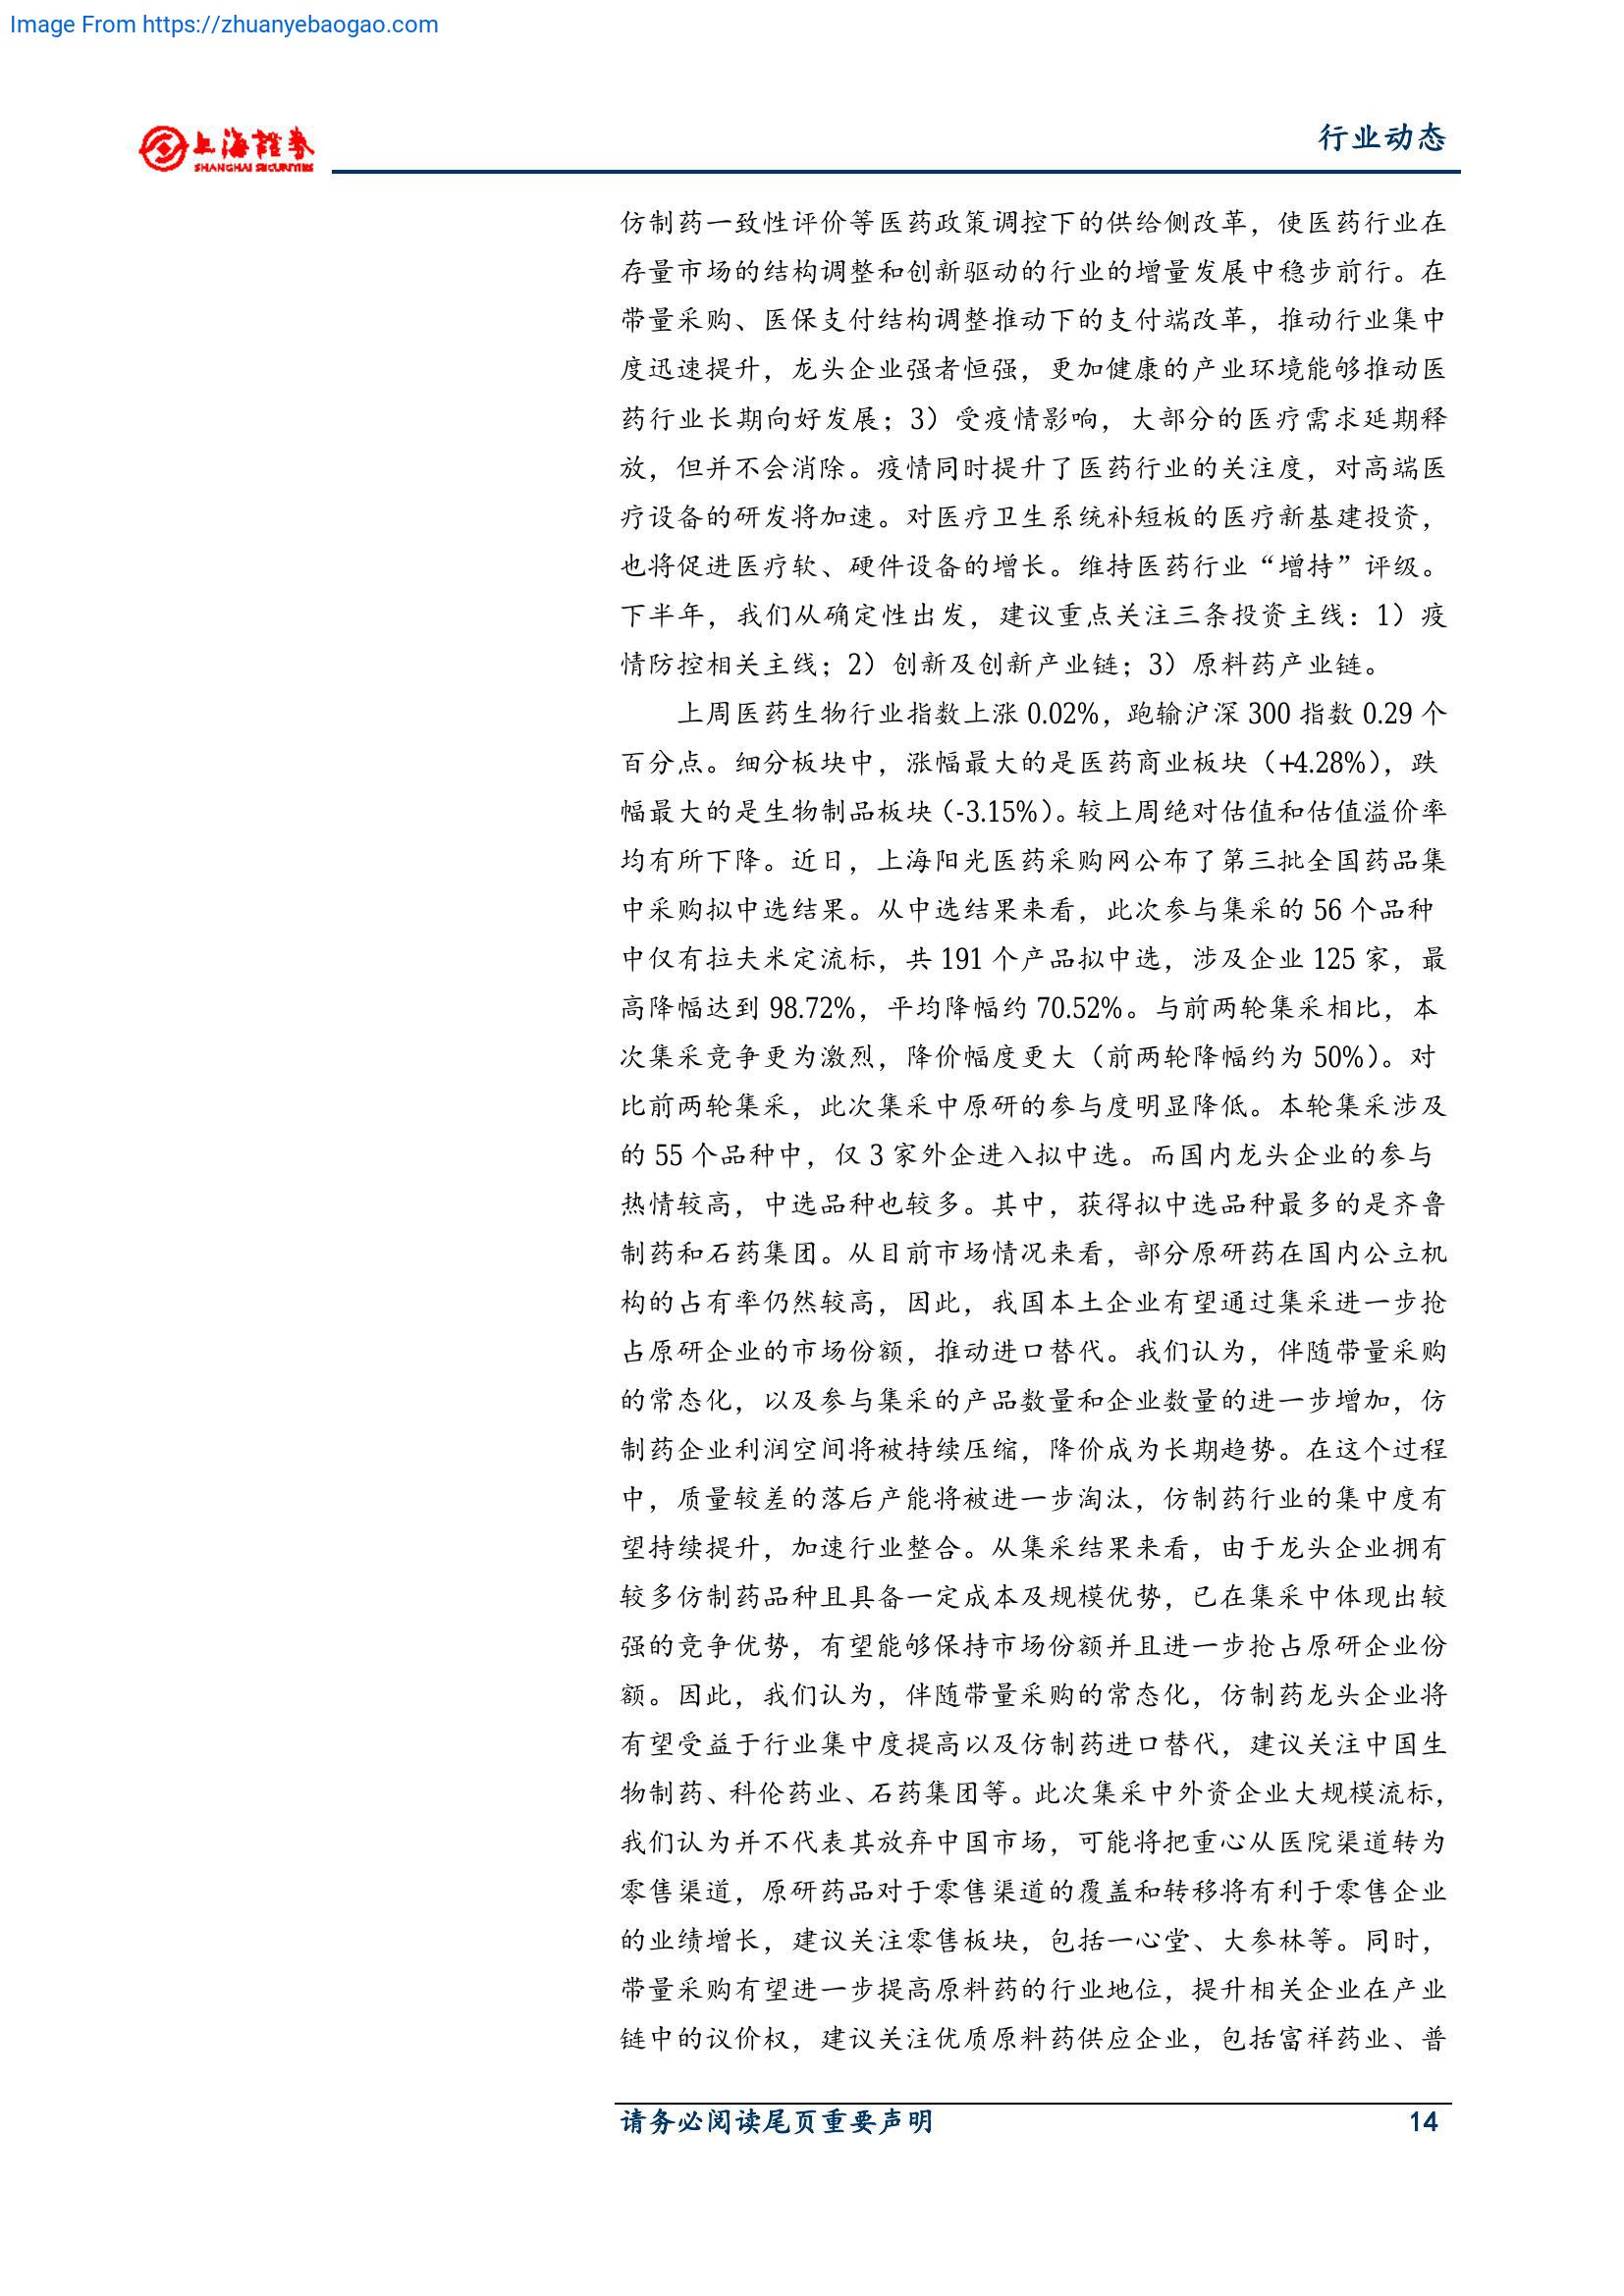 Image From https://zhuanyebaogao.com
上海證券
SHANGHAI SECURITIES
行业动态
仿制药一致性评价等医药政策调控下的供给侧改革，使医药行业在
存量市场的结构调整和创新驱动的行业的增量发展中稳步前行。在
带量采购、医保支付结构调整推动下的支付端改革，推动行业集中
度迅速提升，龙头企业强者恒强，更加健康的产业环境能够推动医
药行业长期向好发展；3）受疫情影响，大部分的医疗需求延期释
放，但并不会消除。疫情同时提升了医药行业的关注度，对高端医
疗设备的研发将加速。对医疗卫生系统补短板的医疗新基建投资，
也将促进医疗软、硬件设备的增长。维持医药行业“增持”评级。
下半年，我们从确定性出发，建议重点关注三条投资主线：1）疫
情防控相关主线；2）创新及创新产业链；3）原料药产业链。
上周医药生物行业指数上涨 0.02%，跑输沪深 300 指数 0.29 个
百分点。细分板块中，涨幅最大的是医药商业板块（+4.28%），跌
幅最大的是生物制品板块（-3.15%）。较上周绝对估值和估值溢价率
均有所下降。近日，上海阳光医药采购网公布了第三批全国药品集
中采购拟中选结果。从中选结果来看，此次参与集采的 56 个品种
中仅有拉夫米定流标，共 191 个产品拟中选，涉及企业 125 家，最
高降幅达到 98.72%，平均降幅约 70.52%。与前两轮集采相比，本
次集采竞争更为激烈，降价幅度更大（前两轮降幅约为 50%）。对
比前两轮集采，此次集采中原研的参与度明显降低。本轮集采涉及
的 55 个品种中，仅 3 家外企进入拟中选。而国内龙头企业的参与
热情较高，中选品种也较多。其中，获得拟中选品种最多的是齐鲁
制药和石药集团。从目前市场情况来看，部分原研药在国内公立机
构的占有率仍然较高，因此，我国本土企业有望通过集采进一步抢
占原研企业的市场份额，推动进口替代。我们认为，伴随带量采购
的常态化，以及参与集采的产品数量和企业数量的进一步增加，仿
制药企业利润空间将被持续压缩，降价成为长期趋势。在这个过程
中，质量较差的落后产能将被进一步淘汰，仿制药行业的集中度有
望持续提升，加速行业整合。从集采结果来看，由于龙头企业拥有
较多仿制药品种且具备一定成本及规模优势，已在集采中体现出较
强的竞争优势，有望能够保持市场份额并且进一步抢占原研企业份
额。因此，我们认为，伴随带量采购的常态化，仿制药龙头企业将
有望受益于行业集中度提高以及仿制药进口替代，建议关注中国生
物制药、科伦药业、石药集团等。此次集采中外资企业大规模流标，
我们认为并不代表其放弃中国市场，可能将把重心从医院渠道转为
零售渠道，原研药品对于零售渠道的覆盖和转移将有利于零售企业
的业绩增长，建议关注零售板块，包括一心堂、大参林等。同时，
带量采购有望进一步提高原料药的行业地位，提升相关企业在产业
链中的议价权，建议关注优质原料药供应企业，包括富祥药业、普
请务必阅读尾页重要声明
14